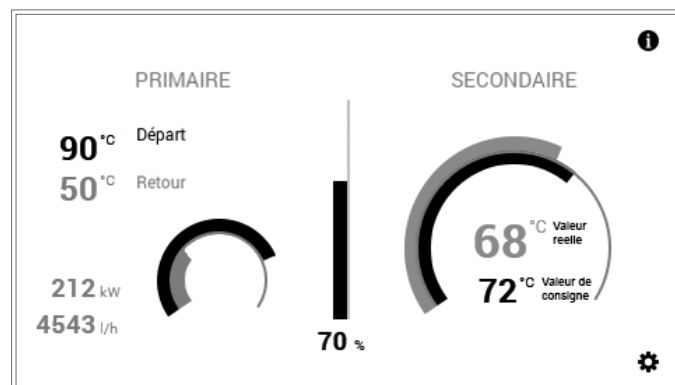 PRIMAIRE
90 °C Départ
50 °C Retour
212 kW
4543 l/h
70 %
SECONDAIRE
68 °C Valeur
reelle
72 °C Valeur de
consigne